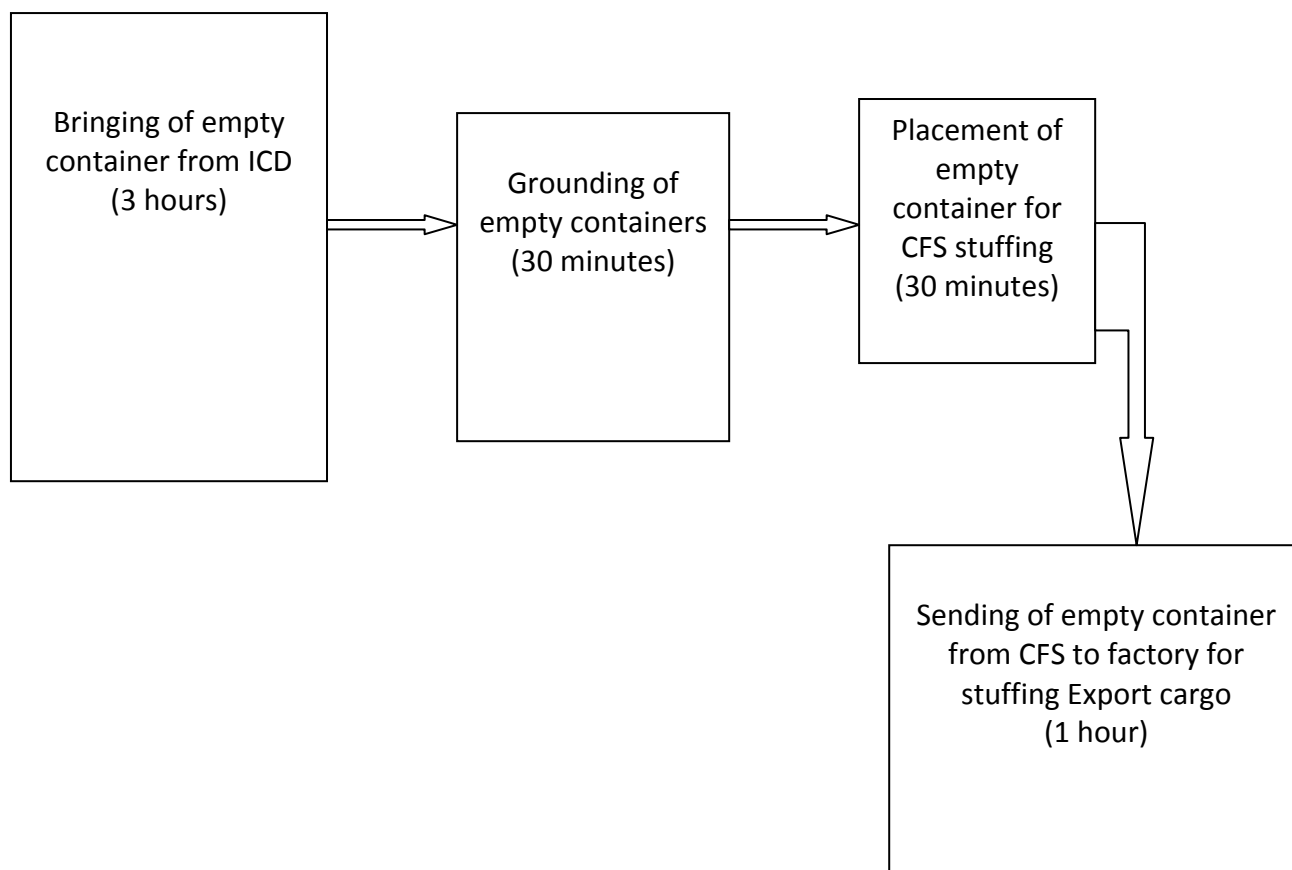 Bringing of empty
container from ICD
(3 hours)
Grounding of
empty containers
(30 minutes)
Placement of
empty
container for
CFS stuffing
(30 minutes)
Sending of empty container
from CFS to factory for
stuffing Export cargo
(1 hour)